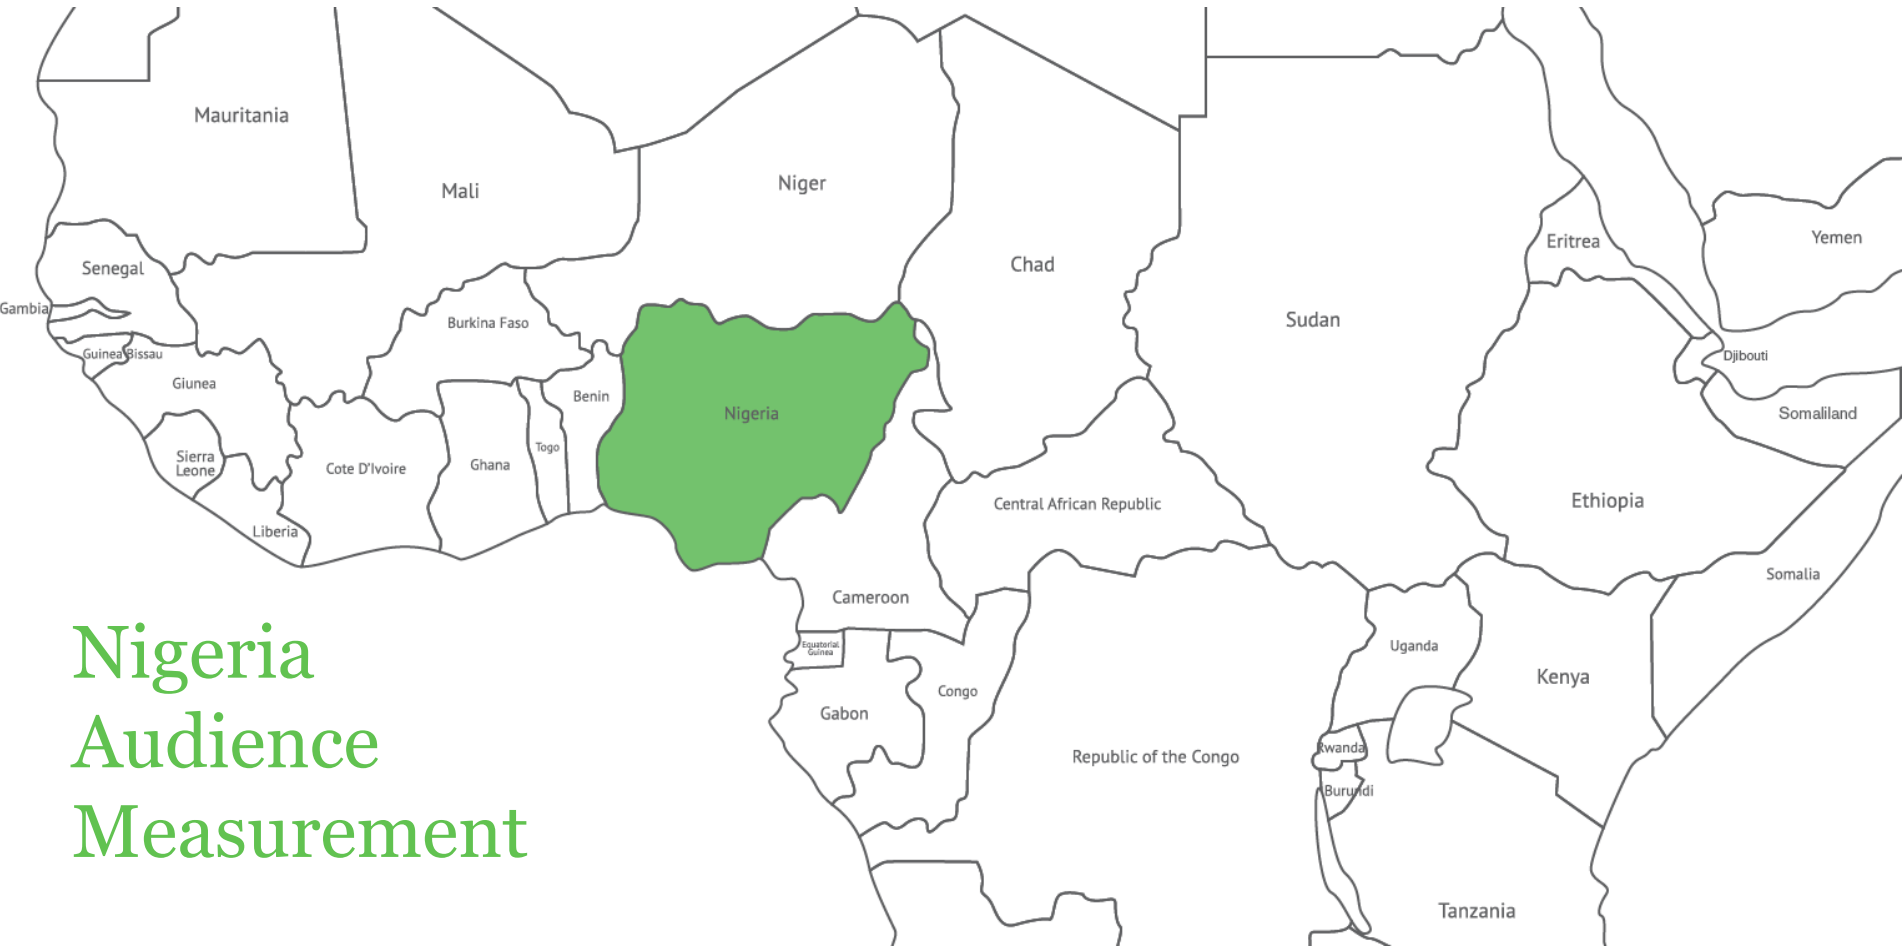 Mauritania
Mali
Niger
Chad
Sudan
Eritrea
Yemen
Senegal
Gambia
Guinea Bissau
Giunea
Burkina Faso
Benin
Nigeria
Djibouti
Somaliland
Sierra
Leone
Cote D'Ivoire
Ghana
Togo
Liberia
Central African Republic
Ethiopia
Somalia
Cameroon
Equatorial
Guinea
Gabon
Congo
Uganda
Kenya
Republic of the Congo
Rwanda
Burundi
Tanzania
Nigeria
Audience
Measurement